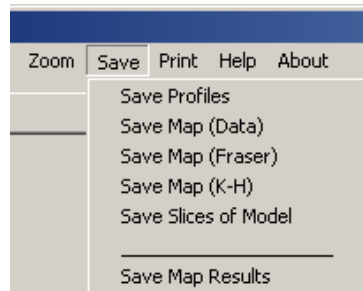 Zoom Save Print Help About
Save Profiles
Save Map (Data)
Save Map (Fraser)
Save Map (K-H)
Save Slices of Model
Save Map Results